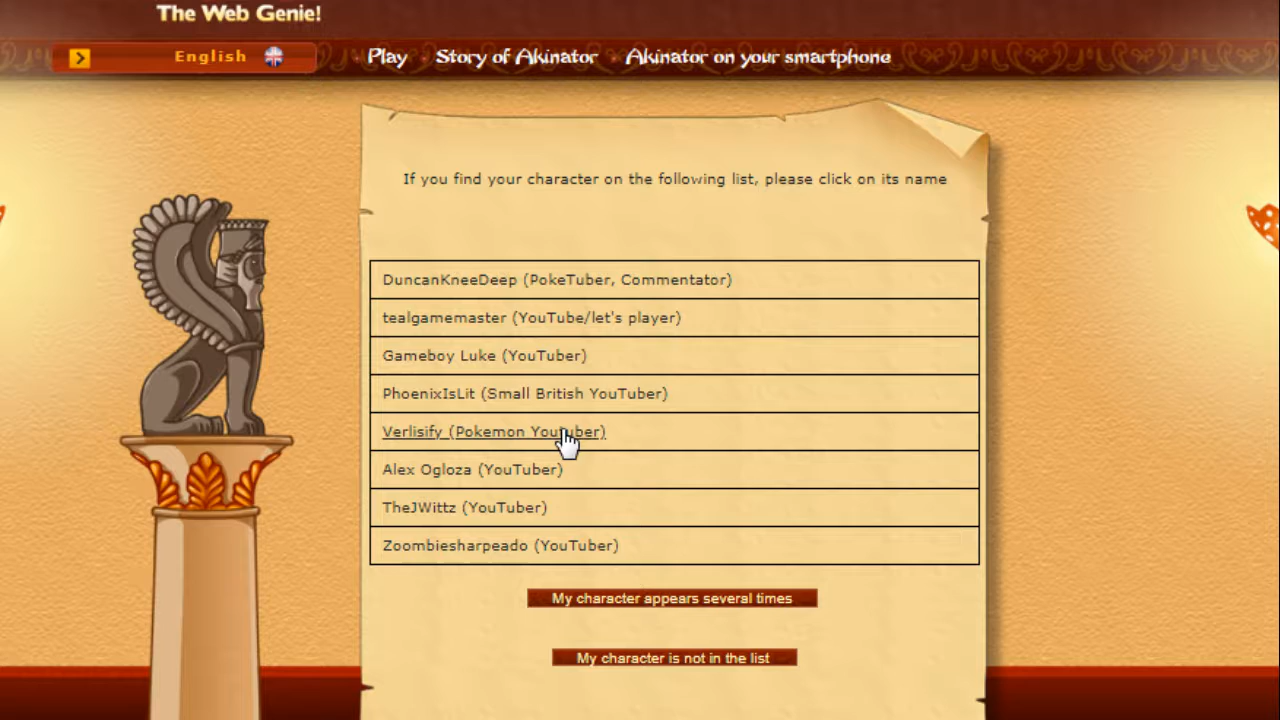 The Web Genie!
English
Play · Story of Akinator · Akinator on your smartphone
If you find your character on the following list, please click on its name
DuncanKneeDeep (PokeTuber, Commentator)
tealgamemaster (YouTube/let's player)
Gameboy Luke (YouTuber)
PhoenixIsLit (Small British YouTuber)
Verlisify (Pokemon Youtuber)
Alex Ogloza (YouTuber)
TheJWittz (YouTuber)
Zoombiesharpeado (YouTuber)
My character appears several times
My character is not in the list